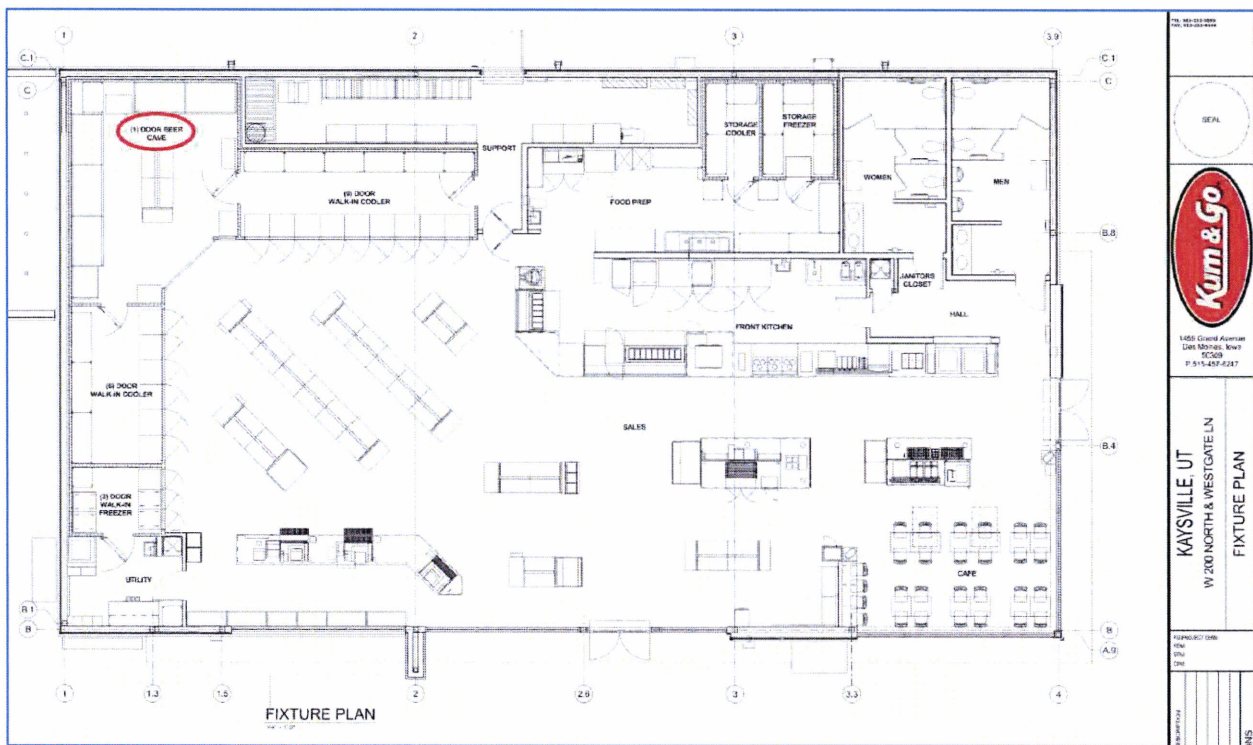 1
2
3
3.9
C.1
C
C.1
C
(1) DOOR BEER
CAVE
SUPPORT
STORAGE
COOLER
STORAGE
FREEZER
WOMEN
MEN
(9) DOOR
WALK-IN COOLER
FOOD PREP
B.8
JANITORS
CLOSET
HALL
FRONT KITCHEN
WALK-IN COOLER
SALES
B.4
WALK-IN
FREEZER
UTILITY
CAFE
B.1
B
B
A.9
1
1.3
1.5
2
2.6
3
3.3
4
FIXTURE PLAN
SEAL
Kum & Go
1459 Grand Avenue
Des Moines, Iowa
50309
KAYSVILLE, UT
W 200 NORTH & WESTGATE LN
FIXTURE PLAN